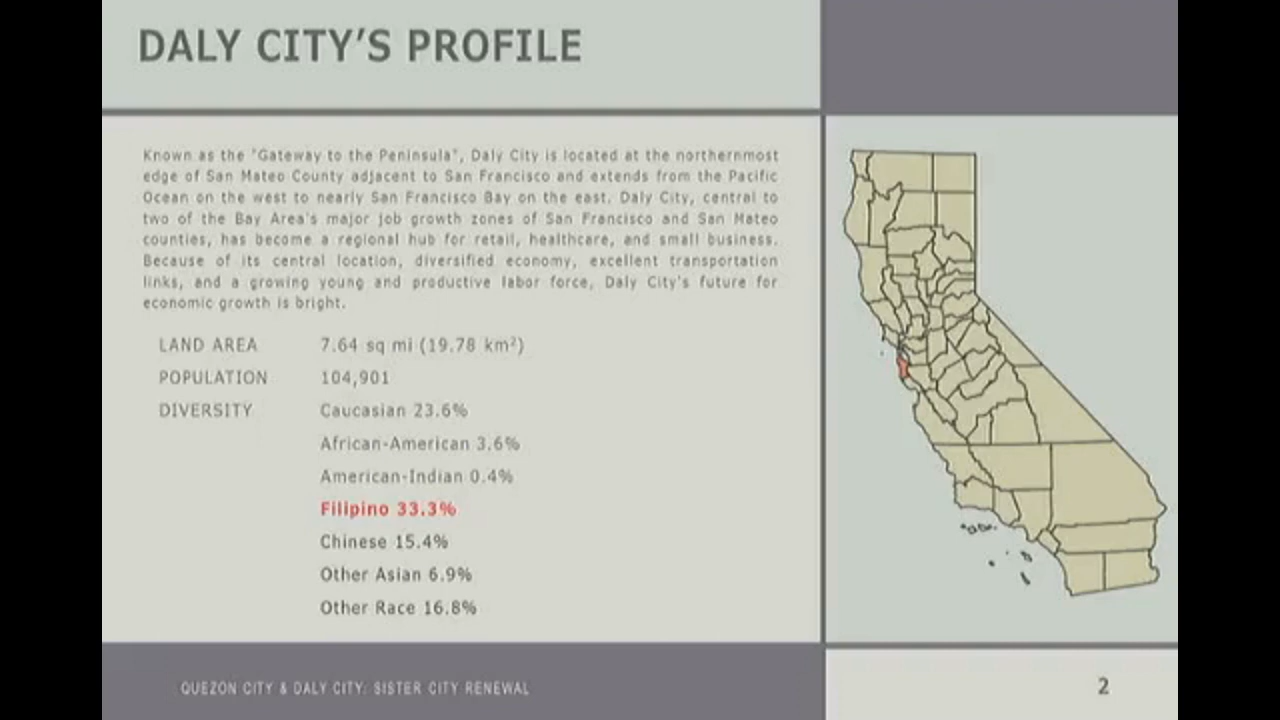 DALY CITY'S PROFILE
Known as the "Gateway to the Peninsula", Daly City is located at the northernmost
edge of San Mateo County adjacent to San Francisco and extends from the Pacific
Ocean on the west to nearly San Francisco Bay on the east. Daly City, central to
two of the Bay Area's major job growth zones of San Francisco and San Mateo
counties, has become a regional hub for retail, healthcare, and small business.
Because of its central location, diversified economy, excellent transportation
links, and a growing young and productive labor force, Daly City's future for
economic growth is bright.
LAND AREA 7.64 sq mi (19.78 km²)
POPULATION 104,901
DIVERSITY Caucasian 23.6%
African-American 3.6%
American-Indian 0.4%
Filipino 33.3%
Chinese 15.4%
Other Asian 6.9%
Other Race 16.8%
QUEZON CITY & DALY CITY: SISTER CITY RENEWAL
2